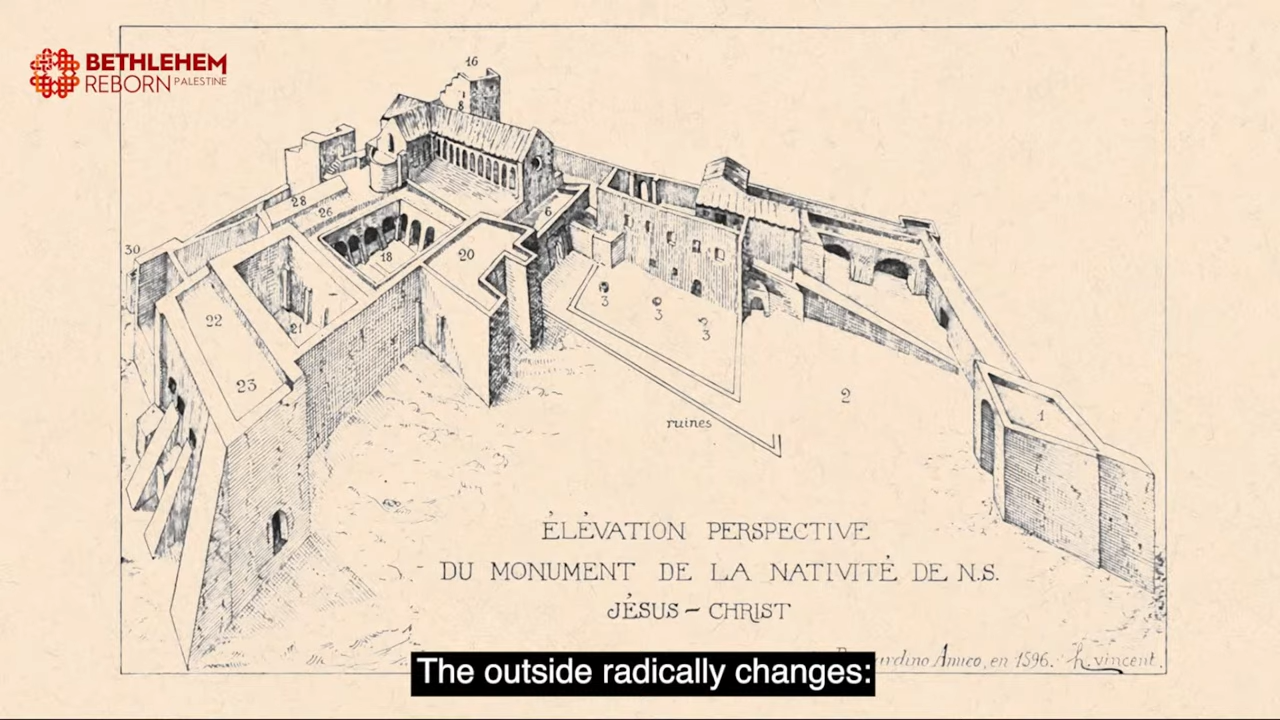 BETHLEHEM
REBORN PALESTINE
16
8
28
26
30
18
20
6
22
21
23
3
3
3
2
1
ruines
ÉLÉVATION PERSPECTIVE
DU MONUMENT DE LA NATIVITÉ DE N.S.
JÉSUS - CHRIST
Amico, en 1596. h. vincent.
The outside radically changes: